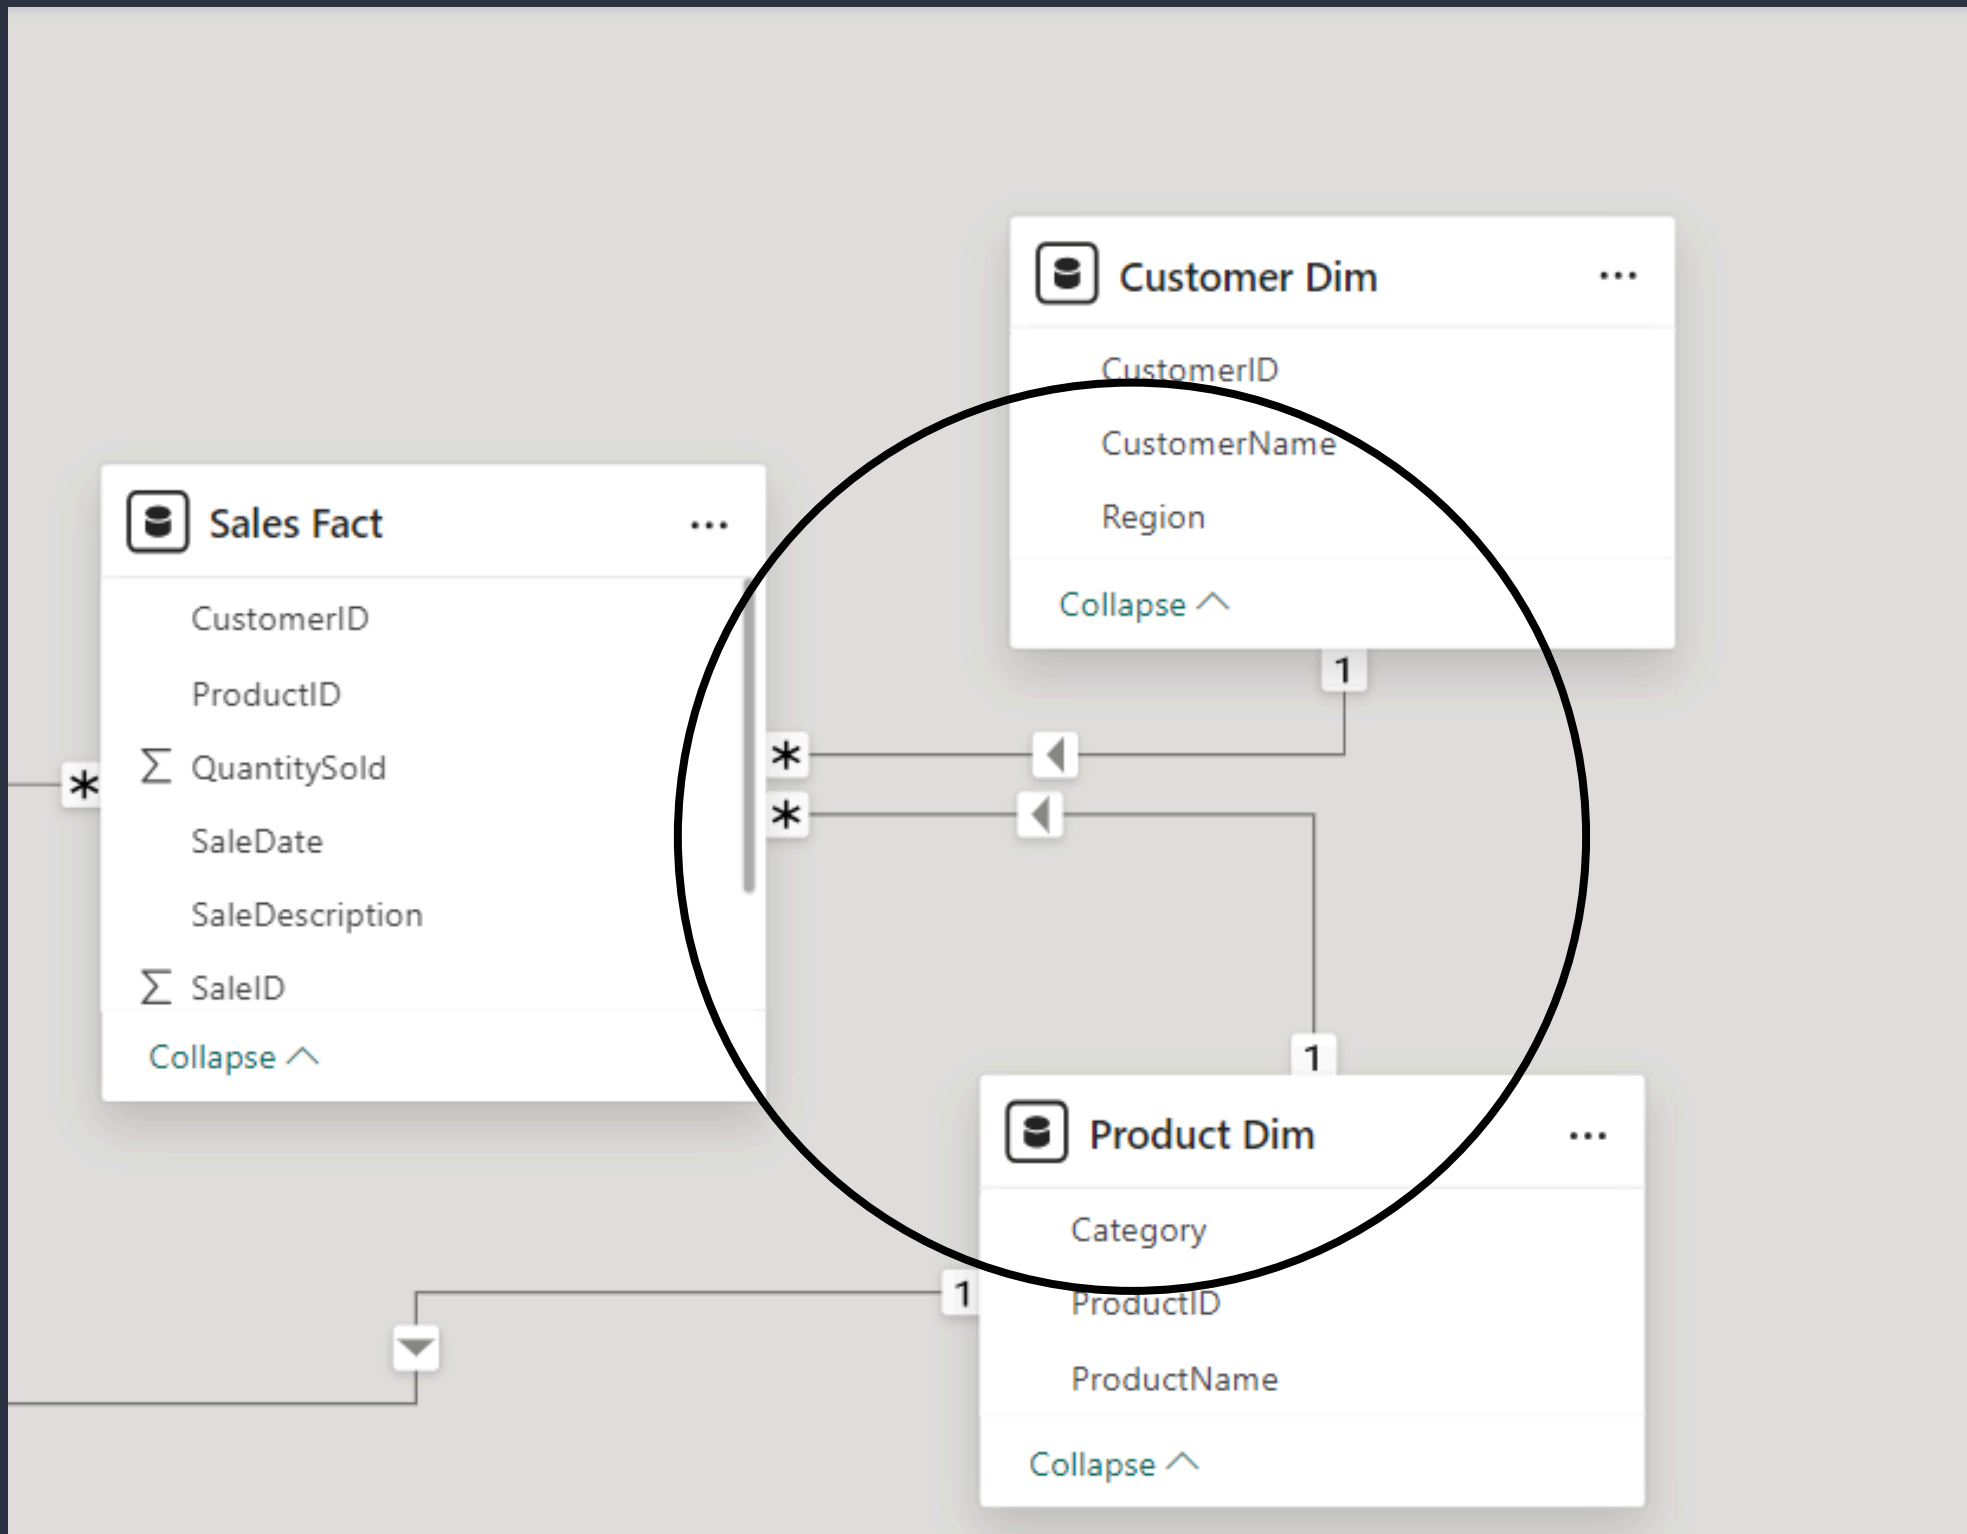 Customer Dim ...
CustomerID
CustomerName
Region
Collapse
1
Sales Fact ...
CustomerID
ProductID
Σ QuantitySold
SaleDate
SaleDescription
Σ SaleID
Collapse
*
*
*
1
Product Dim ...
Category
ProductID
ProductName
Collapse
1